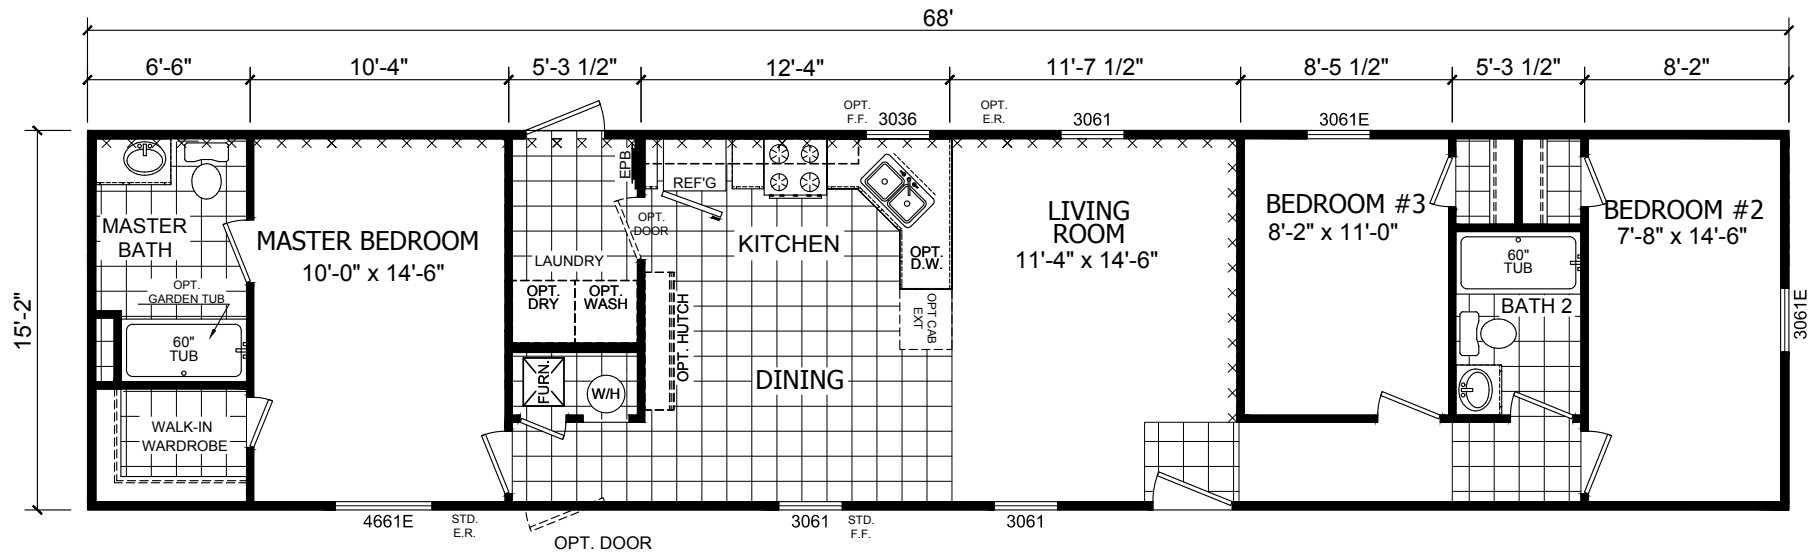 68'
6'-6"
10'-4"
5'-3 1/2"
12'-4"
11'-7 1/2"
8'-5 1/2"
5'-3 1/2"
8'-2"
15'-2"
OPT.
F.F.
3036
OPT.
E.R.
3061
3061E
MASTER
BATH
OPT.
GARDEN TUB
60"
TUB
WALK-IN
WARDROBE
MASTER BEDROOM
10'-0" x 14'-6"
EPB
OPT.
DOOR
LAUNDRY
OPT.
DRY
OPT.
WASH
FURN.
W/H
REF'G
KITCHEN
OPT.
D.W.
OPT CAB
EXT
OPT. HUTCH
DINING
LIVING
ROOM
11'-4" x 14'-6"
BEDROOM #3
8'-2" x 11'-0"
60"
TUB
BATH 2
BEDROOM #2
7'-8" x 14'-6"
3061E
4661E
STD.
E.R.
OPT. DOOR
3061
STD.
F.F.
3061